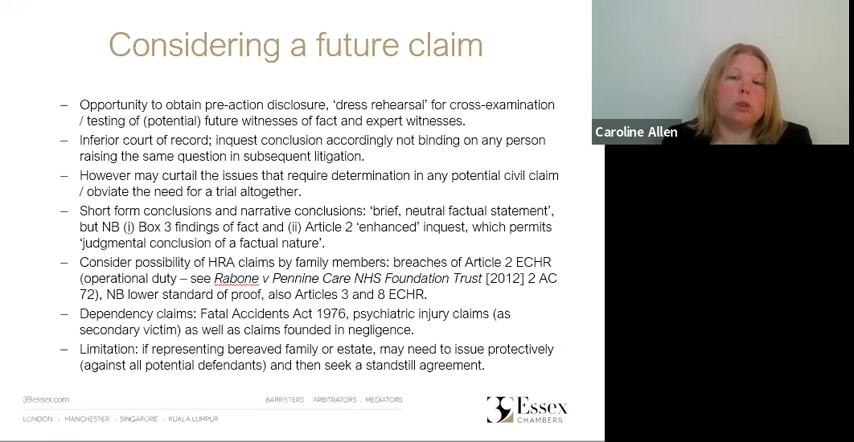 Considering a future claim
– Opportunity to obtain pre-action disclosure, ‘dress rehearsal’ for cross-examination
/ testing of (potential) future witnesses of fact and expert witnesses.
– Inferior court of record; inquest conclusion accordingly not binding on any person
raising the same question in subsequent litigation.
– However may curtail the issues that require determination in any potential civil claim
/ obviate the need for a trial altogether.
– Short form conclusions and narrative conclusions: ‘brief, neutral factual statement’,
but NB (i) Box 3 findings of fact and (ii) Article 2 ‘enhanced’ inquest, which permits
‘judgmental conclusion of a factual nature’.
– Consider possibility of HRA claims by family members: breaches of Article 2 ECHR
(operational duty – see Rabone v Pennine Care NHS Foundation Trust [2012] 2 AC
72), NB lower standard of proof, also Articles 3 and 8 ECHR.
– Dependency claims: Fatal Accidents Act 1976, psychiatric injury claims (as
secondary victim) as well as claims founded in negligence.
– Limitation: if representing bereaved family or estate, may need to issue protectively
(against all potential defendants) and then seek a standstill agreement.
39essex.com
BARRISTERS . ARBITRATORS . MEDIATORS
LONDON . MANCHESTER . SINGAPORE . KUALA LUMPUR
39 Essex
CHAMBERS
Caroline Allen